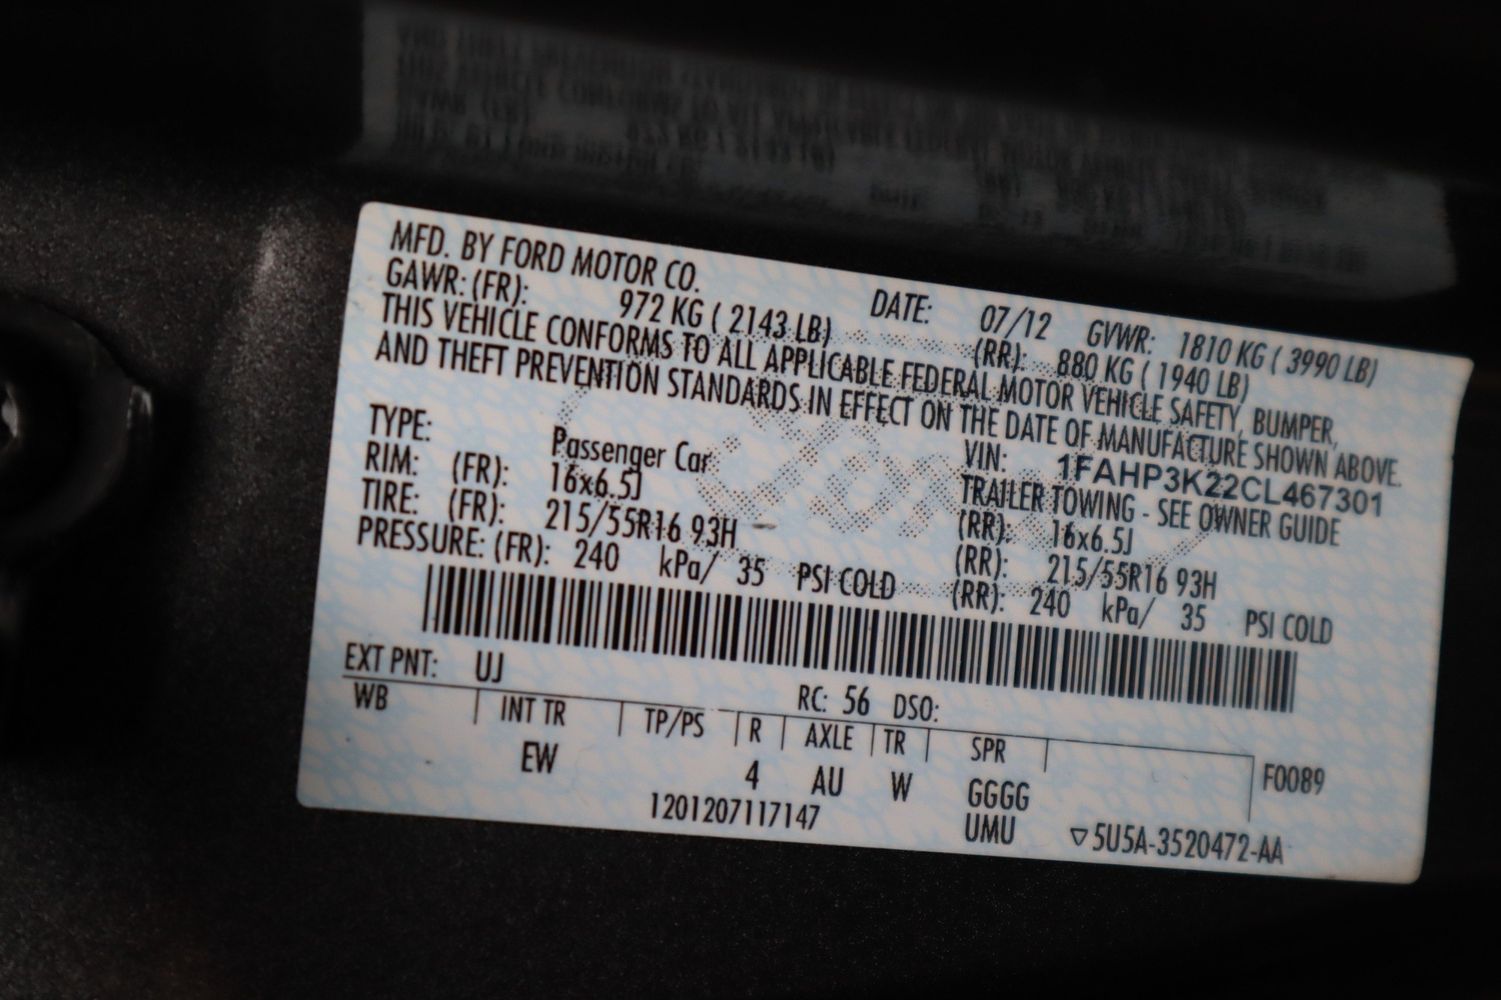 MFD. BY FORD MOTOR CO. DATE: 07/12 GVWR: 1810 KG ( 3990 LB)
GAWR: (FR): 972 KG ( 2143 LB) (RR): 880 KG ( 1940 LB)
THIS VEHICLE CONFORMS TO ALL APPLICABLE FEDERAL MOTOR VEHICLE SAFETY, BUMPER,
AND THEFT PREVENTION STANDARDS IN EFFECT ON THE DATE OF MANUFACTURE SHOWN ABOVE.
VIN: 1FAHP3K22CL467301
TYPE: Passenger Car TRAILER TOWING - SEE OWNER GUIDE
RIM: (FR): 16x6.5J (RR): 16x6.5J
TIRE: (FR): 215/55R16 93H (RR): 215/55R16 93H
PRESSURE: (FR): 240 kPa/ 35 PSI COLD (RR): 240 kPa/ 35 PSI COLD
EXT PNT: UJ RC: 56 DSO:
WB INT TR TP/PS R AXLE TR SPR F0089
EW 4 AU W GGGG
1201207117147 UMU ▽5U5A-3520472-AA